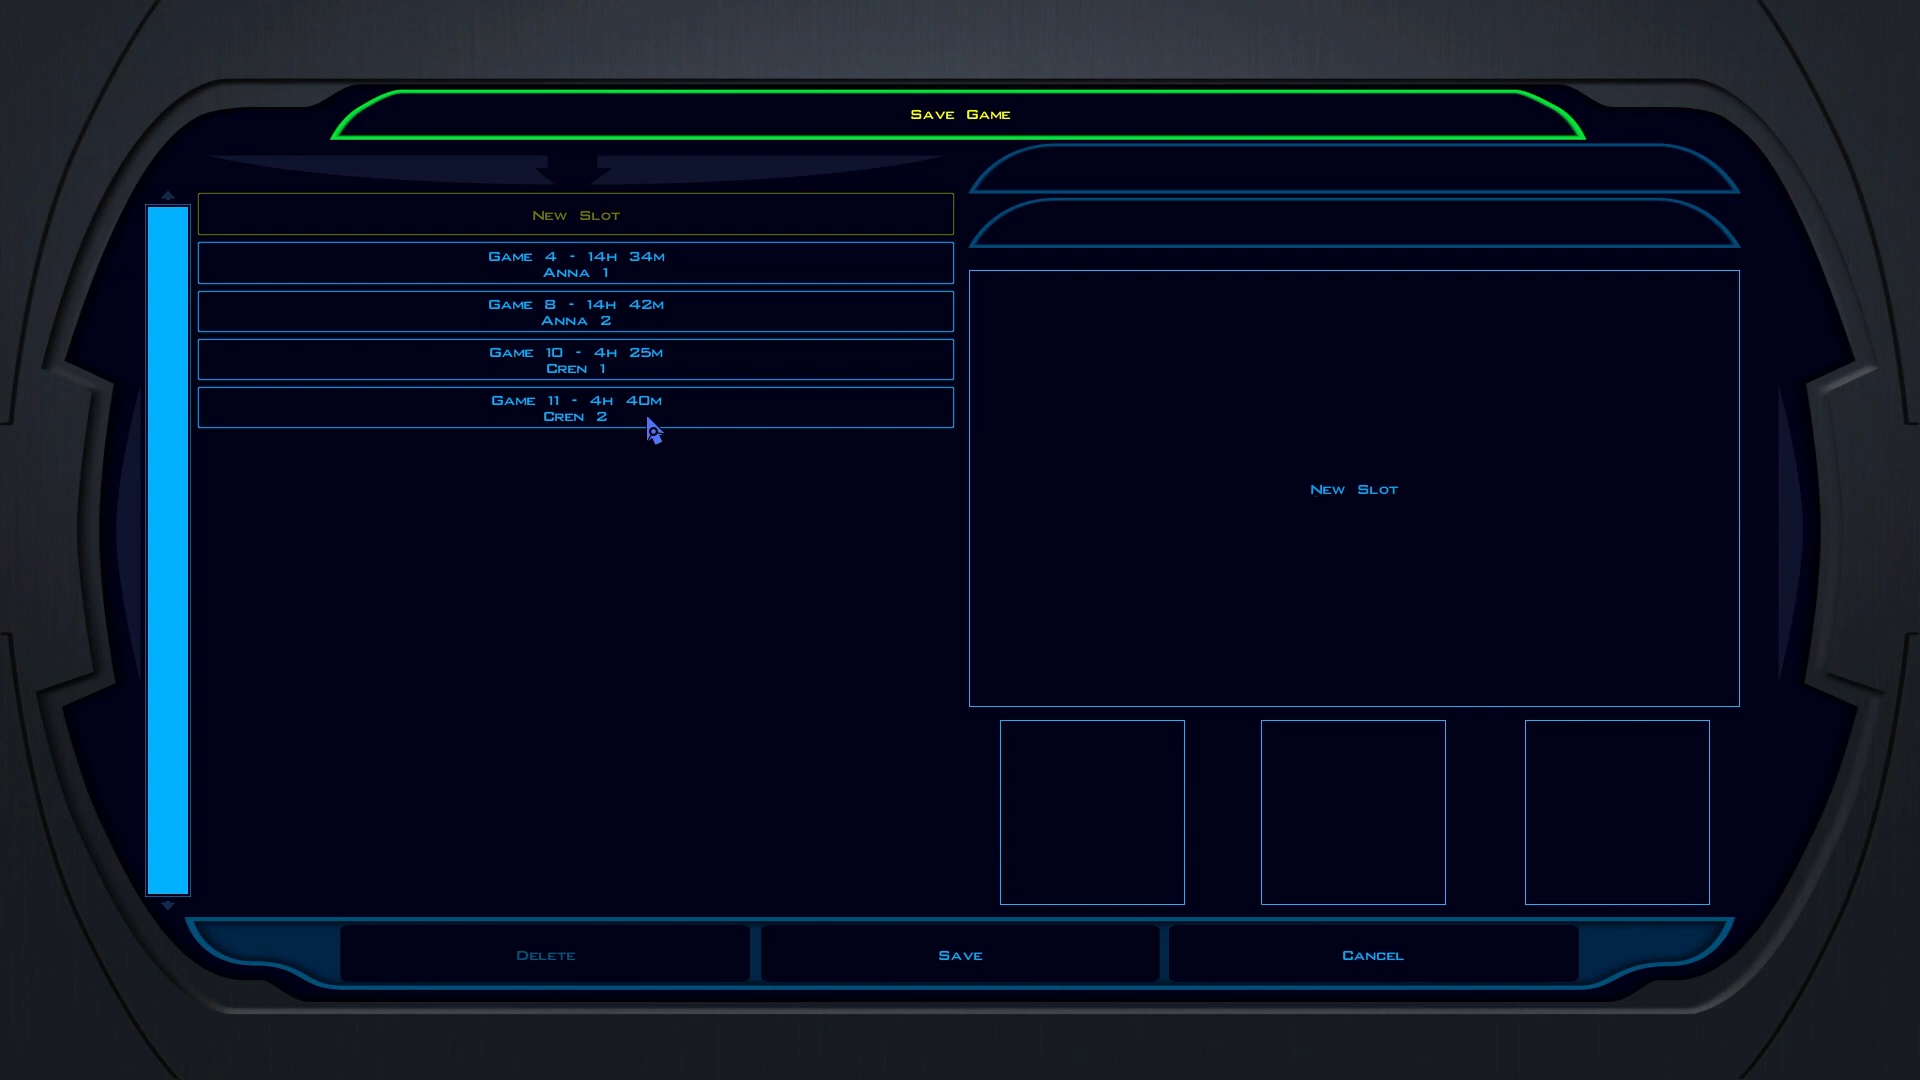 Save Game
New Slot
Game 4 - 14h 34m
Anna 1
Game 8 - 14h 42m
Anna 2
Game 10 - 4h 25m
Cren 1
Game 11 - 4h 40m
Cren 2
New Slot
Delete
Save
Cancel